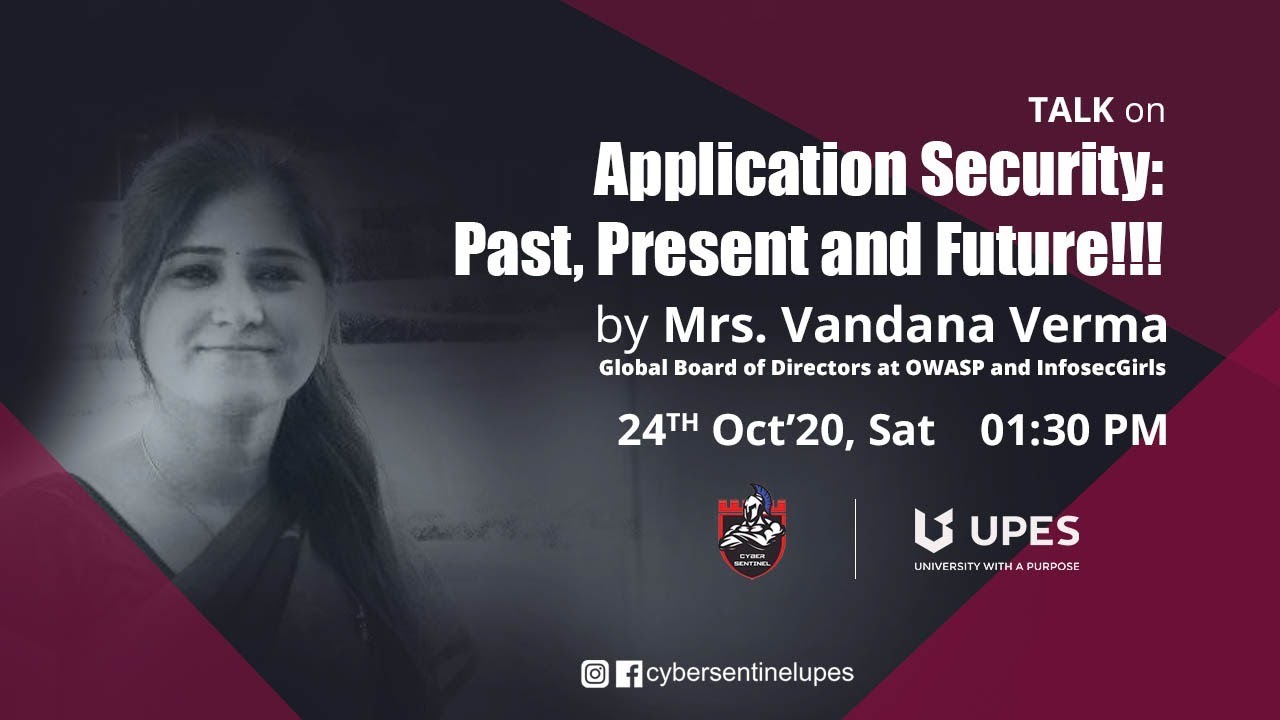 TALK on
Application Security:
Past, Present and Future!!!
by Mrs. Vandana Verma
Global Board of Directors at OWASP and InfosecGirls
24TH Oct'20, Sat 01:30 PM
CYBER
SENTINEL
UPES
UNIVERSITY WITH A PURPOSE
cybersentinelupes